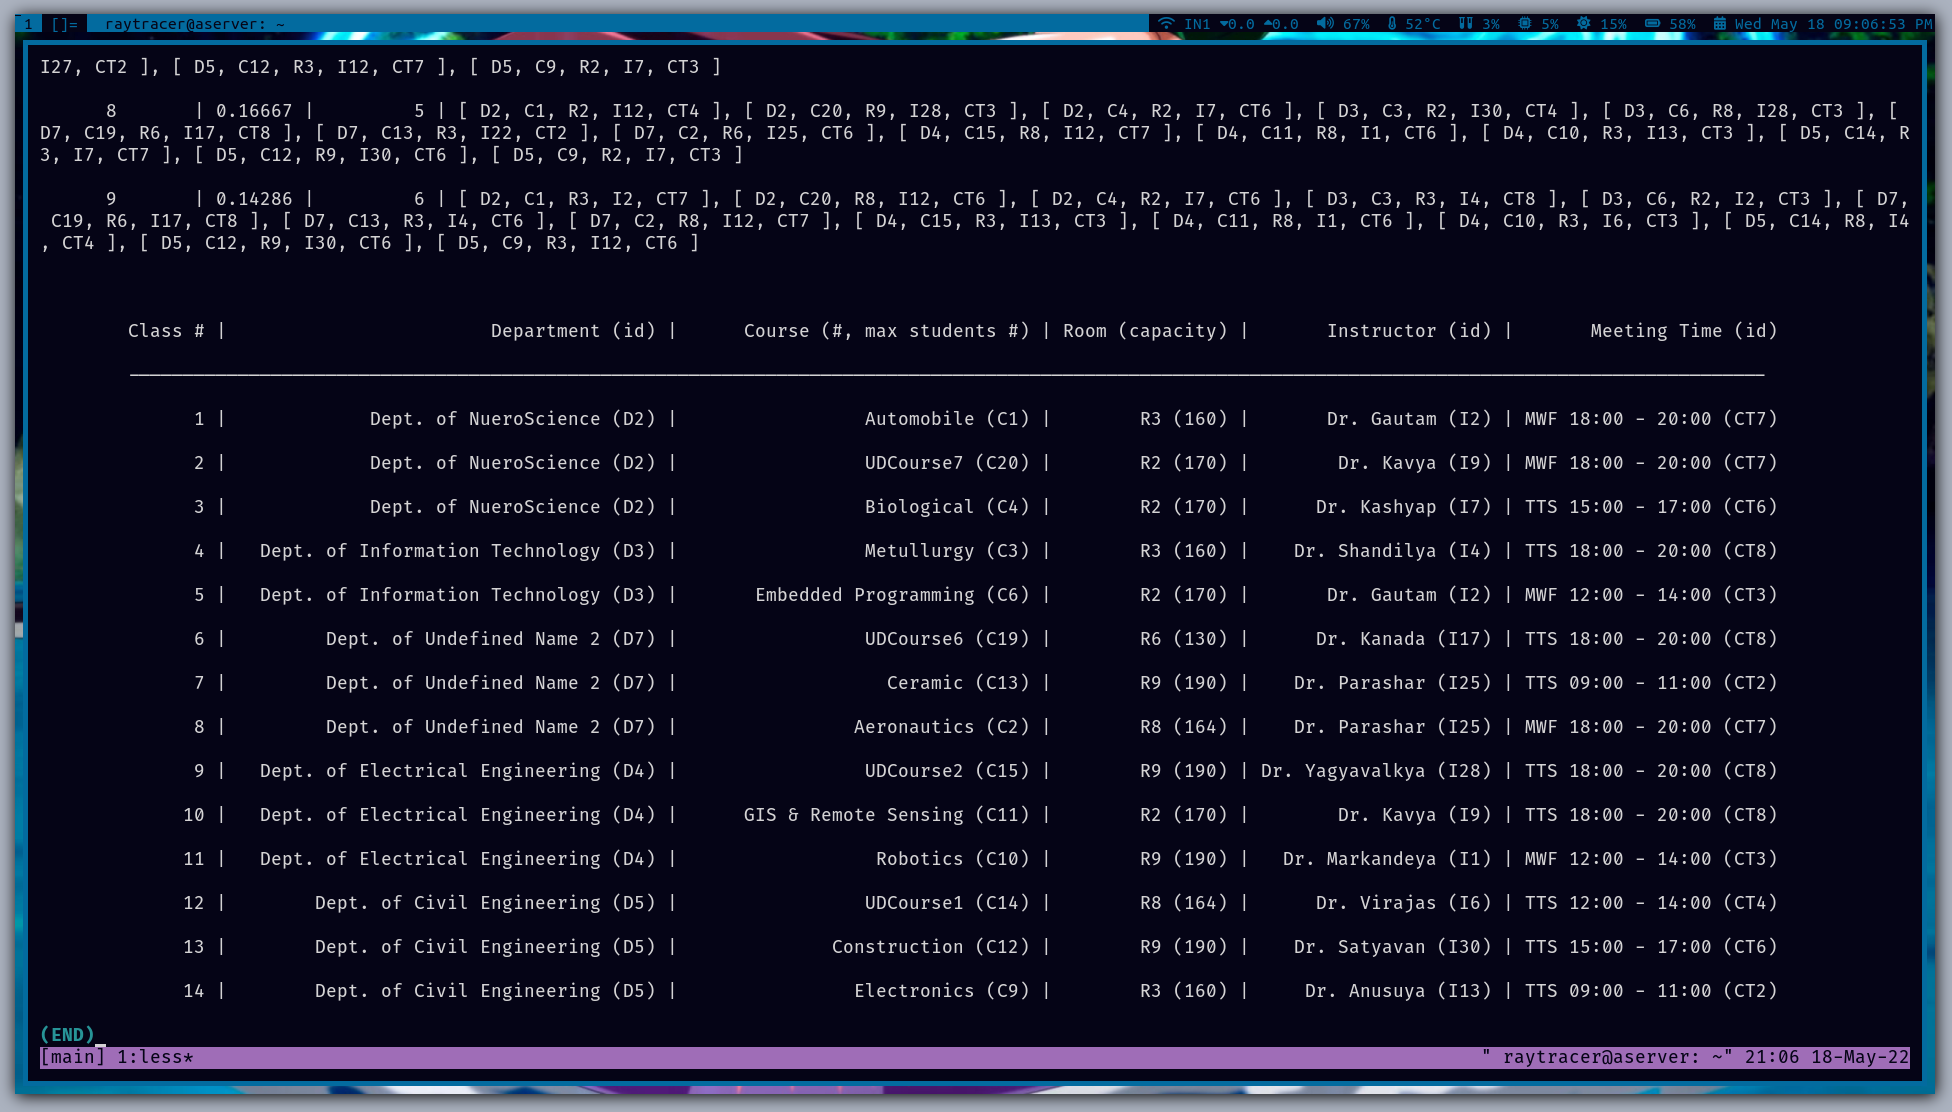 1 []= raytracer@aserver: ~ IN1 0.0 0.0 67% 52°C 3% 5% 15% 58% Wed May 18 09:06:53 PM
I27, CT2 ], [ D5, C12, R3, I12, CT7 ], [ D5, C9, R2, I7, CT3 ]
8 | 0.16667 | 5 | [ D2, C1, R2, I12, CT4 ], [ D2, C20, R9, I28, CT3 ], [ D2, C4, R2, I7, CT6 ], [ D3, C3, R2, I30, CT4 ], [ D3, C6, R8, I28, CT3 ], [
D7, C19, R6, I17, CT8 ], [ D7, C13, R3, I22, CT2 ], [ D7, C2, R6, I25, CT6 ], [ D4, C15, R8, I12, CT7 ], [ D4, C11, R8, I1, CT6 ], [ D4, C10, R3, I13, CT3 ], [ D5, C14, R
3, I7, CT7 ], [ D5, C12, R9, I30, CT6 ], [ D5, C9, R2, I7, CT3 ]
9 | 0.14286 | 6 | [ D2, C1, R3, I2, CT7 ], [ D2, C20, R8, I12, CT6 ], [ D2, C4, R2, I7, CT6 ], [ D3, C3, R3, I4, CT8 ], [ D3, C6, R2, I2, CT3 ], [ D7,
C19, R6, I17, CT8 ], [ D7, C13, R3, I4, CT6 ], [ D7, C2, R8, I12, CT7 ], [ D4, C15, R3, I13, CT3 ], [ D4, C11, R8, I1, CT6 ], [ D4, C10, R3, I6, CT3 ], [ D5, C14, R8, I4
, CT4 ], [ D5, C12, R9, I30, CT6 ], [ D5, C9, R3, I12, CT6 ]
Class # | Department (id) | Course (#, max students #) | Room (capacity) | Instructor (id) | Meeting Time (id)
1 | Dept. of NueroScience (D2) | Automobile (C1) | R3 (160) | Dr. Gautam (I2) | MWF 18:00 - 20:00 (CT7)
2 | Dept. of NueroScience (D2) | UDCourse7 (C20) | R2 (170) | Dr. Kavya (I9) | MWF 18:00 - 20:00 (CT7)
3 | Dept. of NueroScience (D2) | Biological (C4) | R2 (170) | Dr. Kashyap (I7) | TTS 15:00 - 17:00 (CT6)
4 | Dept. of Information Technology (D3) | Metullurgy (C3) | R3 (160) | Dr. Shandilya (I4) | TTS 18:00 - 20:00 (CT8)
5 | Dept. of Information Technology (D3) | Embedded Programming (C6) | R2 (170) | Dr. Gautam (I2) | MWF 12:00 - 14:00 (CT3)
6 | Dept. of Undefined Name 2 (D7) | UDCourse6 (C19) | R6 (130) | Dr. Kanada (I17) | TTS 18:00 - 20:00 (CT8)
7 | Dept. of Undefined Name 2 (D7) | Ceramic (C13) | R9 (190) | Dr. Parashar (I25) | TTS 09:00 - 11:00 (CT2)
8 | Dept. of Undefined Name 2 (D7) | Aeronautics (C2) | R8 (164) | Dr. Parashar (I25) | MWF 18:00 - 20:00 (CT7)
9 | Dept. of Electrical Engineering (D4) | UDCourse2 (C15) | R9 (190) | Dr. Yagyavalkya (I28) | TTS 18:00 - 20:00 (CT8)
10 | Dept. of Electrical Engineering (D4) | GIS & Remote Sensing (C11) | R2 (170) | Dr. Kavya (I9) | TTS 18:00 - 20:00 (CT8)
11 | Dept. of Electrical Engineering (D4) | Robotics (C10) | R9 (190) | Dr. Markandeya (I1) | MWF 12:00 - 14:00 (CT3)
12 | Dept. of Civil Engineering (D5) | UDCourse1 (C14) | R8 (164) | Dr. Virajas (I6) | TTS 12:00 - 14:00 (CT4)
13 | Dept. of Civil Engineering (D5) | Construction (C12) | R9 (190) | Dr. Satyavan (I30) | TTS 15:00 - 17:00 (CT6)
14 | Dept. of Civil Engineering (D5) | Electronics (C9) | R3 (160) | Dr. Anusuya (I13) | TTS 09:00 - 11:00 (CT2)
(END)
[main] 1:less* " raytracer@aserver: ~" 21:06 18-May-22